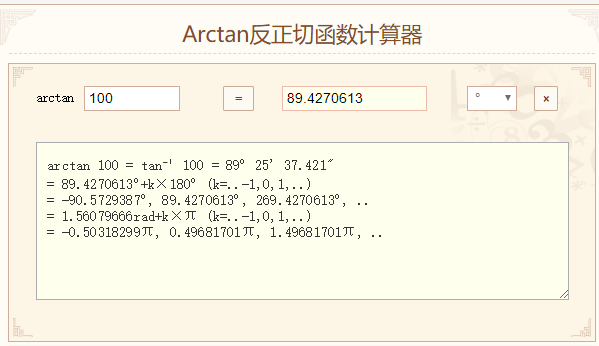 Arctan反正切函数计算器
arctan 100 = 89.4270613 ° ×
arctan 100 = tan⁻¹ 100 = 89° 25′ 37.421″
= 89.4270613°+k×180° (k=..-1,0,1,..)
= -90.5729387°, 89.4270613°, 269.4270613°, ..
= 1.56079666rad+k×π (k=..-1,0,1,..)
= -0.50318299π, 0.49681701π, 1.49681701π, ..